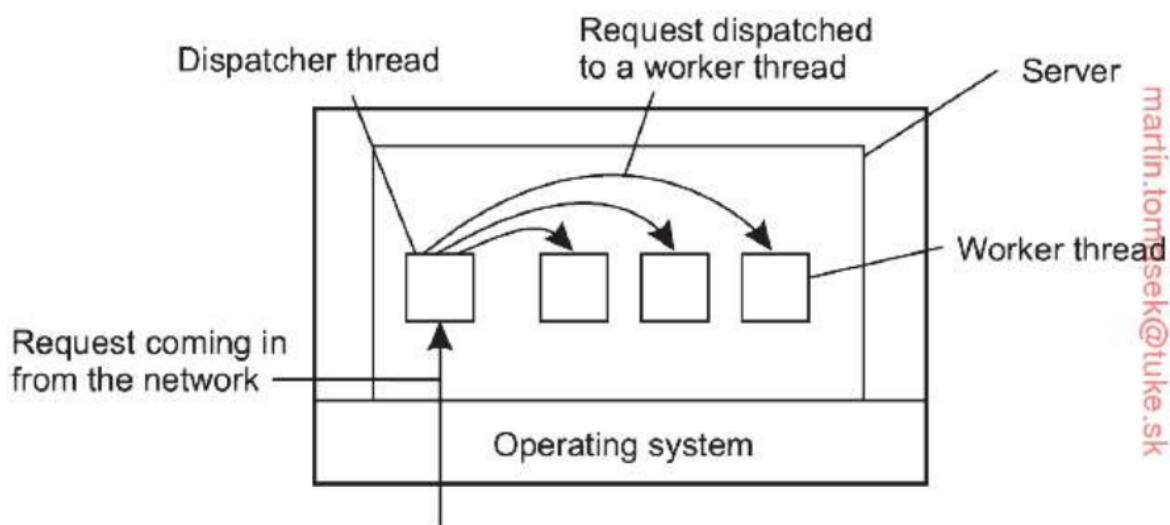 Dispatcher thread
Request dispatched
to a worker thread
Server
Worker thread
Request coming in
from the network
Operating system
martin.tomasek@tuke.sk